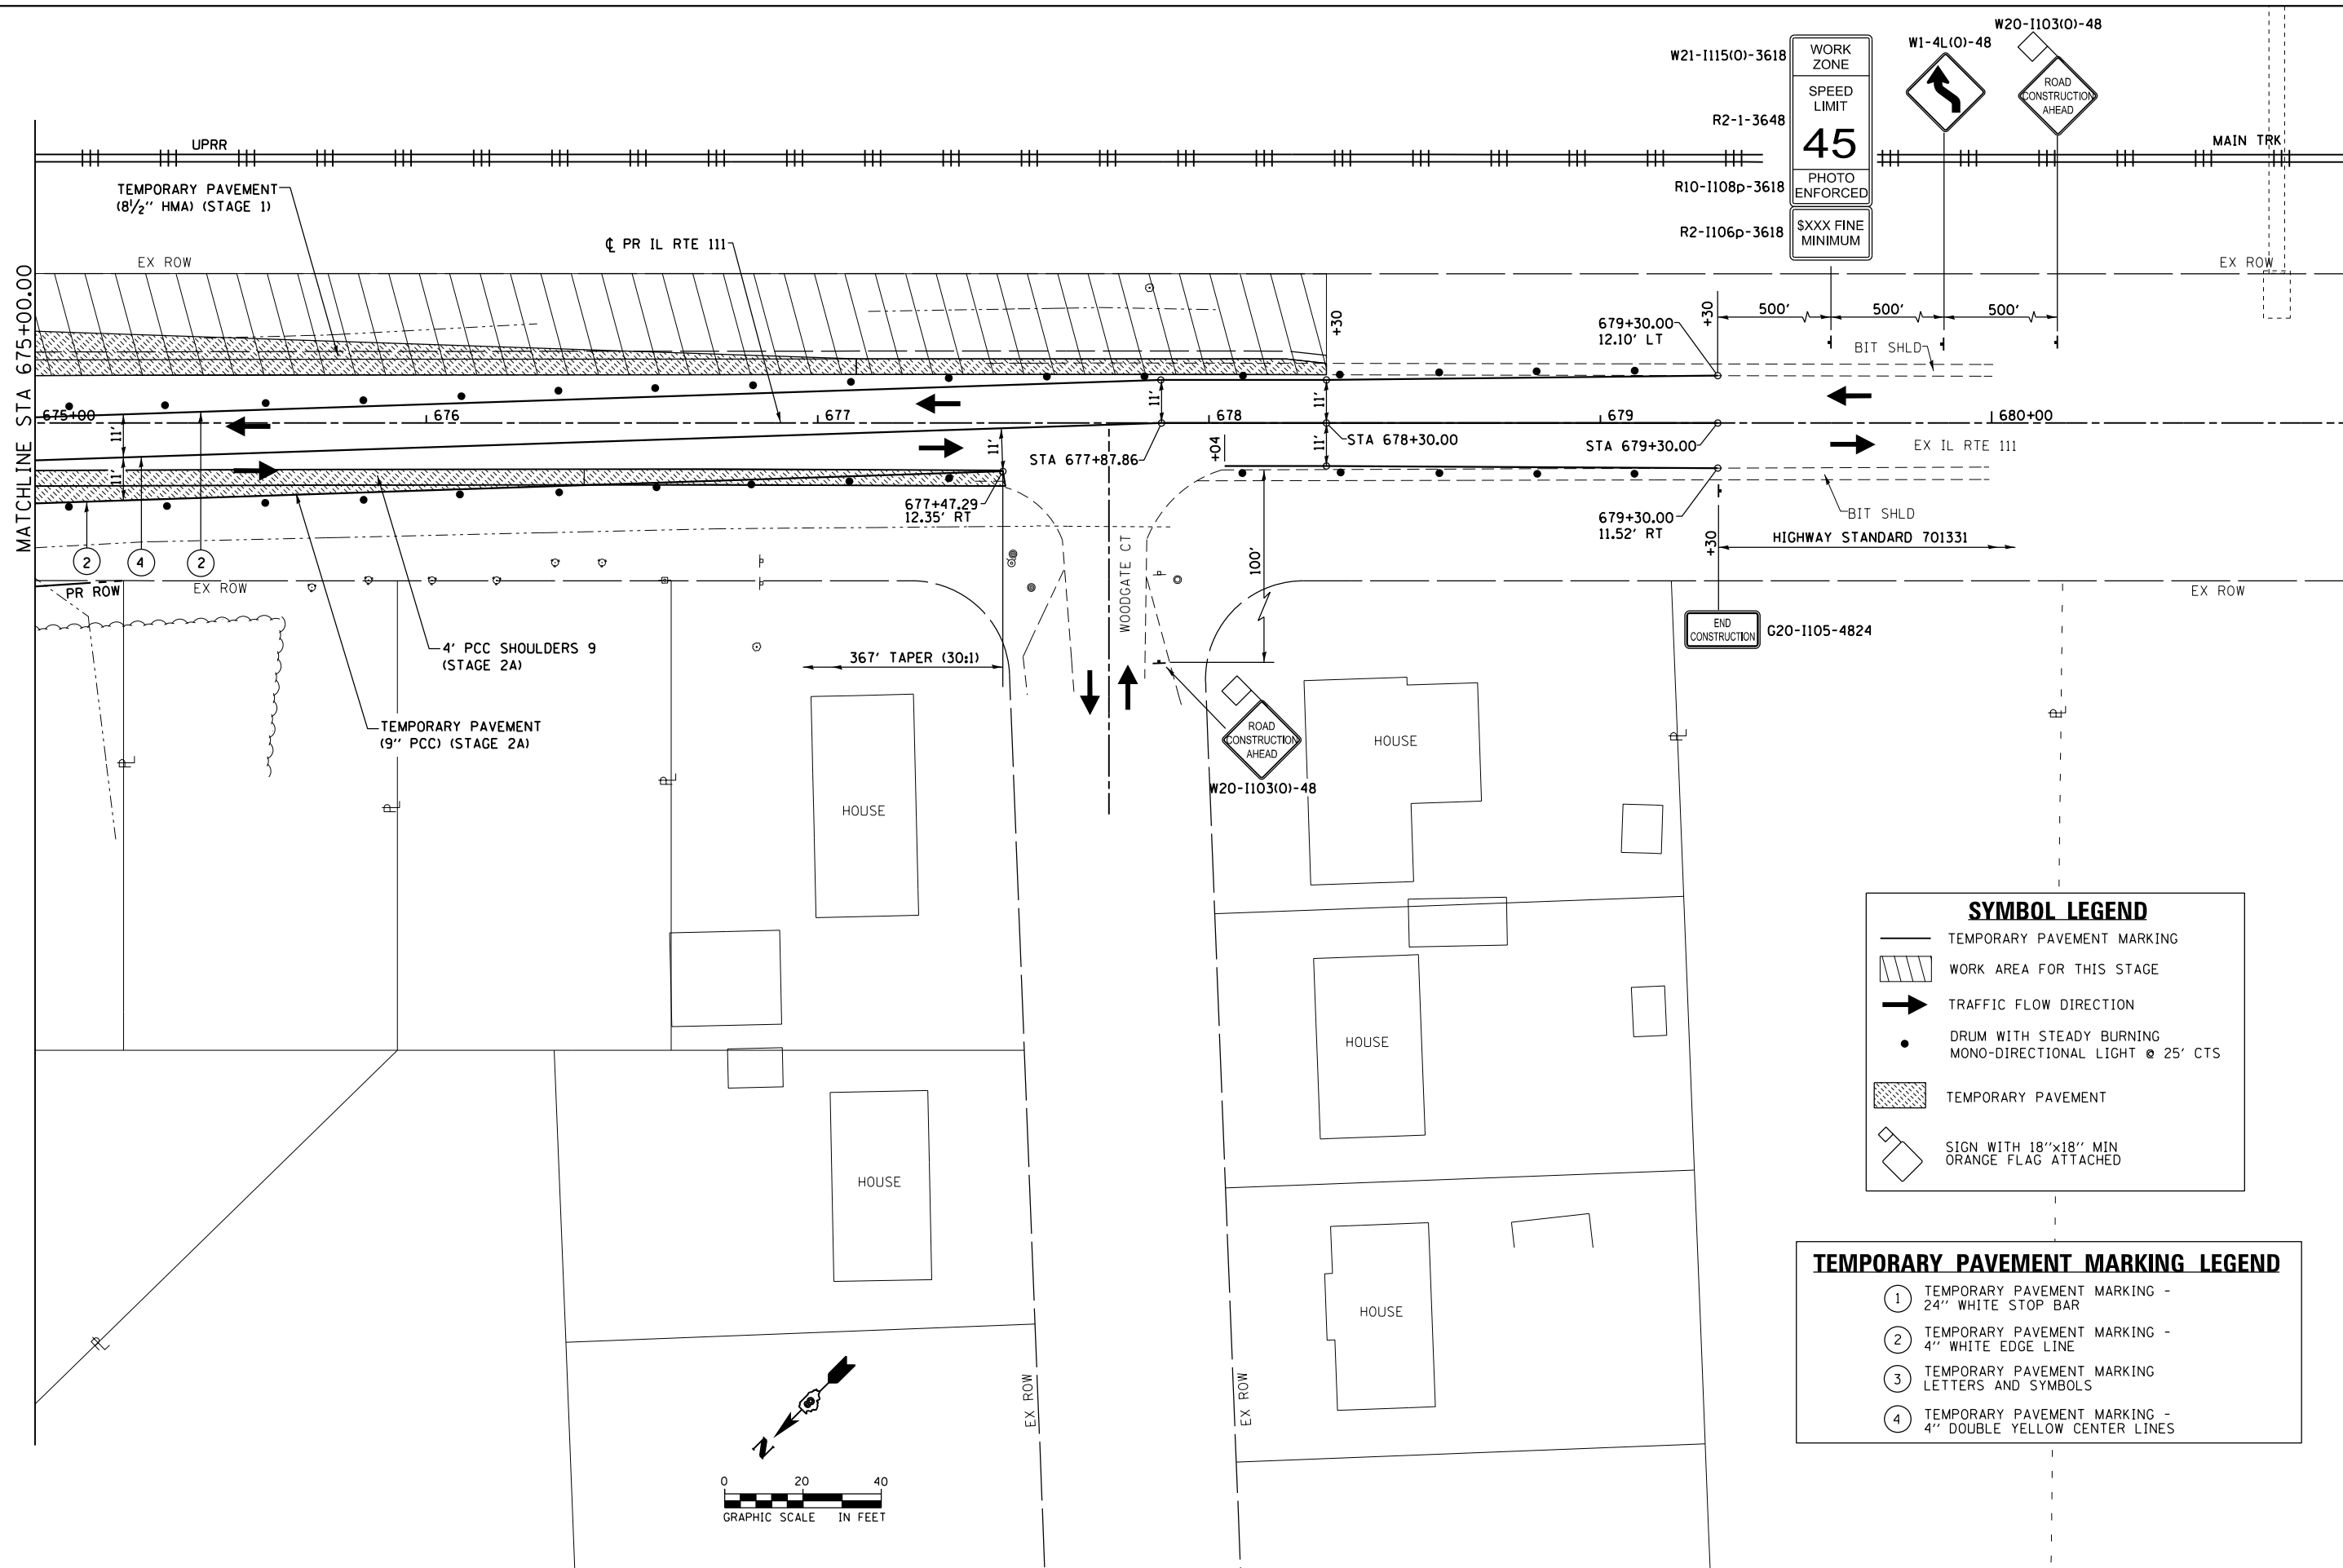 W20-I103(O)-48
W1-4L(O)-48
W21-I115(O)-3618
WORK
ZONE
SPEED
LIMIT
45
R2-1-3648
PHOTO
ENFORCED
R10-I108p-3618
$XXX FINE
MINIMUM
R2-I106p-3618
ROAD
CONSTRUCTION
AHEAD
UPRR
MAIN TRK
TEMPORARY PAVEMENT
(8½" HMA) (STAGE 1)
℄ PR IL RTE 111
EX ROW
EX ROW
MATCHLINE STA 675+00.00
+30
679+30.00
12.10' LT
+30
500'
500'
500'
BIT SHLD
675+00
676
677
678
679
680+00
11'
11'
11'
11'
11'
11'
STA 677+87.86
+04
STA 678+30.00
STA 679+30.00
EX IL RTE 111
677+47.29
12.35' RT
679+30.00
11.52' RT
BIT SHLD
+30
HIGHWAY STANDARD 701331
2
4
2
PR ROW
EX ROW
EX ROW
WOODGATE CT
100'
END
CONSTRUCTION
G20-I105-4824
4' PCC SHOULDERS 9
(STAGE 2A)
367' TAPER (30:1)
TEMPORARY PAVEMENT
(9" PCC) (STAGE 2A)
ROAD
CONSTRUCTION
AHEAD
W20-I103(O)-48
HOUSE
HOUSE
HOUSE
HOUSE
HOUSE
PL
PL
PL
PL
PL
PL
EX ROW
EX ROW
N
0 20 40
GRAPHIC SCALE IN FEET
SYMBOL LEGEND
TEMPORARY PAVEMENT MARKING
WORK AREA FOR THIS STAGE
TRAFFIC FLOW DIRECTION
DRUM WITH STEADY BURNING
MONO-DIRECTIONAL LIGHT @ 25' CTS
TEMPORARY PAVEMENT
SIGN WITH 18"x18" MIN
ORANGE FLAG ATTACHED
TEMPORARY PAVEMENT MARKING LEGEND
1 TEMPORARY PAVEMENT MARKING -
24" WHITE STOP BAR
2 TEMPORARY PAVEMENT MARKING -
4" WHITE EDGE LINE
3 TEMPORARY PAVEMENT MARKING
LETTERS AND SYMBOLS
4 TEMPORARY PAVEMENT MARKING -
4" DOUBLE YELLOW CENTER LINES